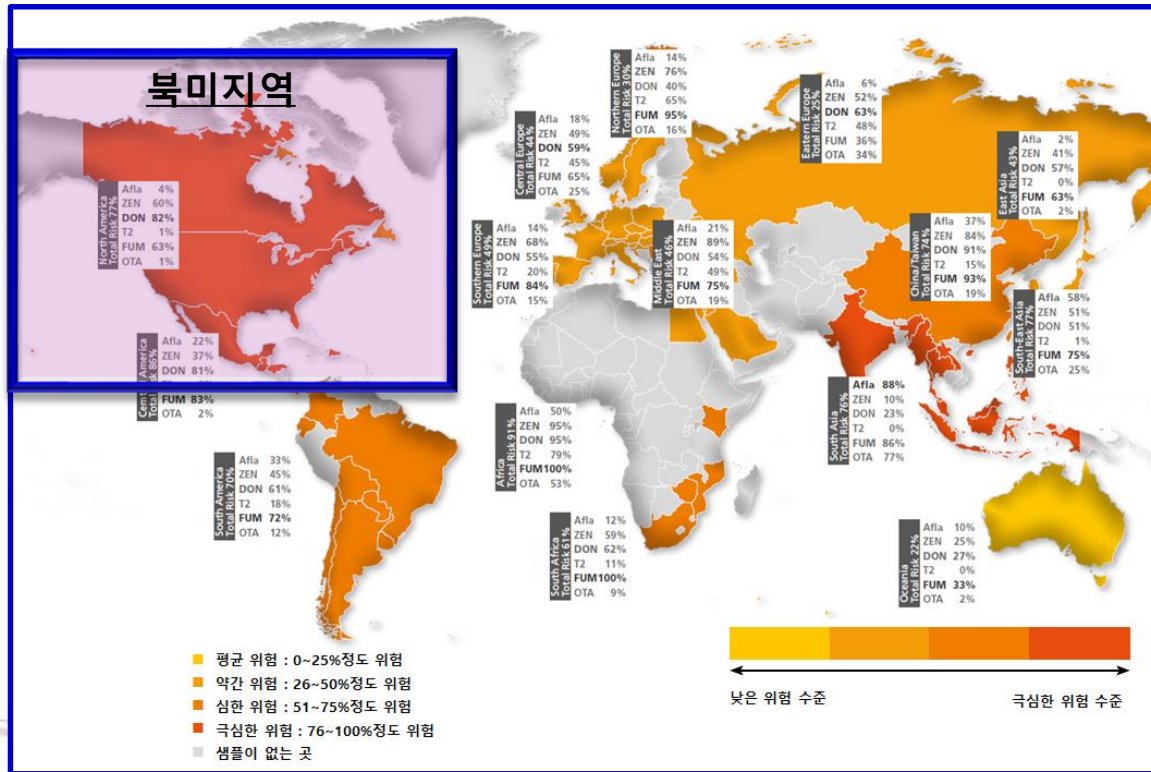 북미지역
North America
Total Risk 77%
Afla 4%
ZEN 60%
DON 82%
T2 1%
FUM 63%
OTA 1%
Central America
Total Risk 86%
Afla 22%
ZEN 37%
DON 81%
FUM 83%
OTA 2%
South America
Total Risk 70%
Afla 33%
ZEN 45%
DON 61%
T2 18%
FUM 72%
OTA 12%
Northern Europe
Total Risk 30%
Afla 14%
ZEN 76%
DON 40%
T2 65%
FUM 95%
OTA 16%
Central Europe
Total Risk 44%
Afla 18%
ZEN 49%
DON 59%
T2 45%
FUM 65%
OTA 25%
Southern Europe
Total Risk 49%
Afla 14%
ZEN 68%
DON 55%
T2 20%
FUM 84%
OTA 15%
Eastern Europe
Total Risk 25%
Afla 6%
ZEN 52%
DON 63%
T2 48%
FUM 36%
OTA 34%
Middle East
Total Risk 46%
Afla 21%
ZEN 89%
DON 54%
T2 49%
FUM 75%
OTA 19%
East Asia
Total Risk 43%
Afla 2%
ZEN 41%
DON 57%
T2 0%
FUM 63%
OTA 2%
China/Taiwan
Total Risk 74%
Afla 37%
ZEN 84%
DON 91%
T2 15%
FUM 93%
OTA 19%
South-East Asia
Total Risk 77%
Afla 58%
ZEN 51%
DON 51%
T2 1%
FUM 75%
OTA 25%
South Asia
Total Risk 76%
Afla 88%
ZEN 10%
DON 23%
T2 0%
FUM 86%
OTA 77%
Africa
Total Risk 91%
Afla 50%
ZEN 95%
DON 95%
T2 79%
FUM100%
OTA 53%
South Africa
Total Risk 61%
Afla 12%
ZEN 59%
DON 62%
T2 11%
FUM100%
OTA 9%
Oceania
Total Risk 22%
Afla 10%
ZEN 25%
DON 27%
T2 0%
FUM 33%
OTA 2%
평균 위험 : 0~25%정도 위험
약간 위험 : 26~50%정도 위험
심한 위험 : 51~75%정도 위험
극심한 위험 : 76~100%정도 위험
샘플이 없는 곳
낮은 위험 수준
극심한 위험 수준